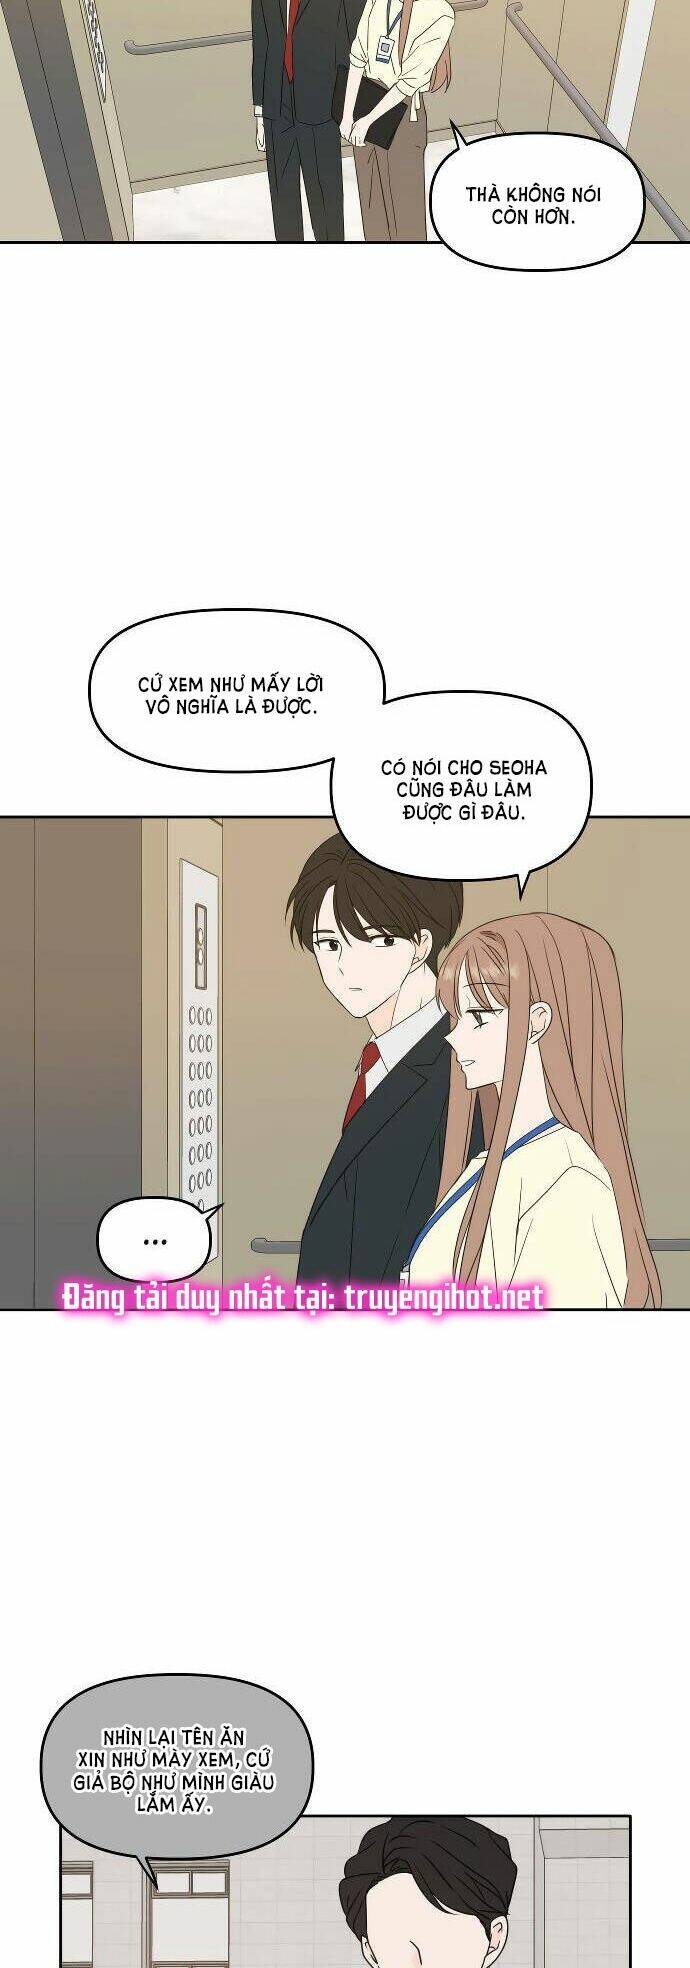 THÀ KHÔNG NÓI
CÒN HƠN.
CỨ XEM NHƯ MẤY LỜI
VÔ NGHĨA LÀ ĐƯỢC.
CÓ NÓI CHO SEOHA
CŨNG ĐÂU LÀM
ĐƯỢC GÌ ĐÂU.
...
Đăng tải duy nhất tại: truyengihot.net
NHÌN LẠI TÊN ĂN
XIN NHƯ MÀY XEM, CỨ
GIẢ BỘ NHƯ MÌNH GIÀU
LẮM ẤY.